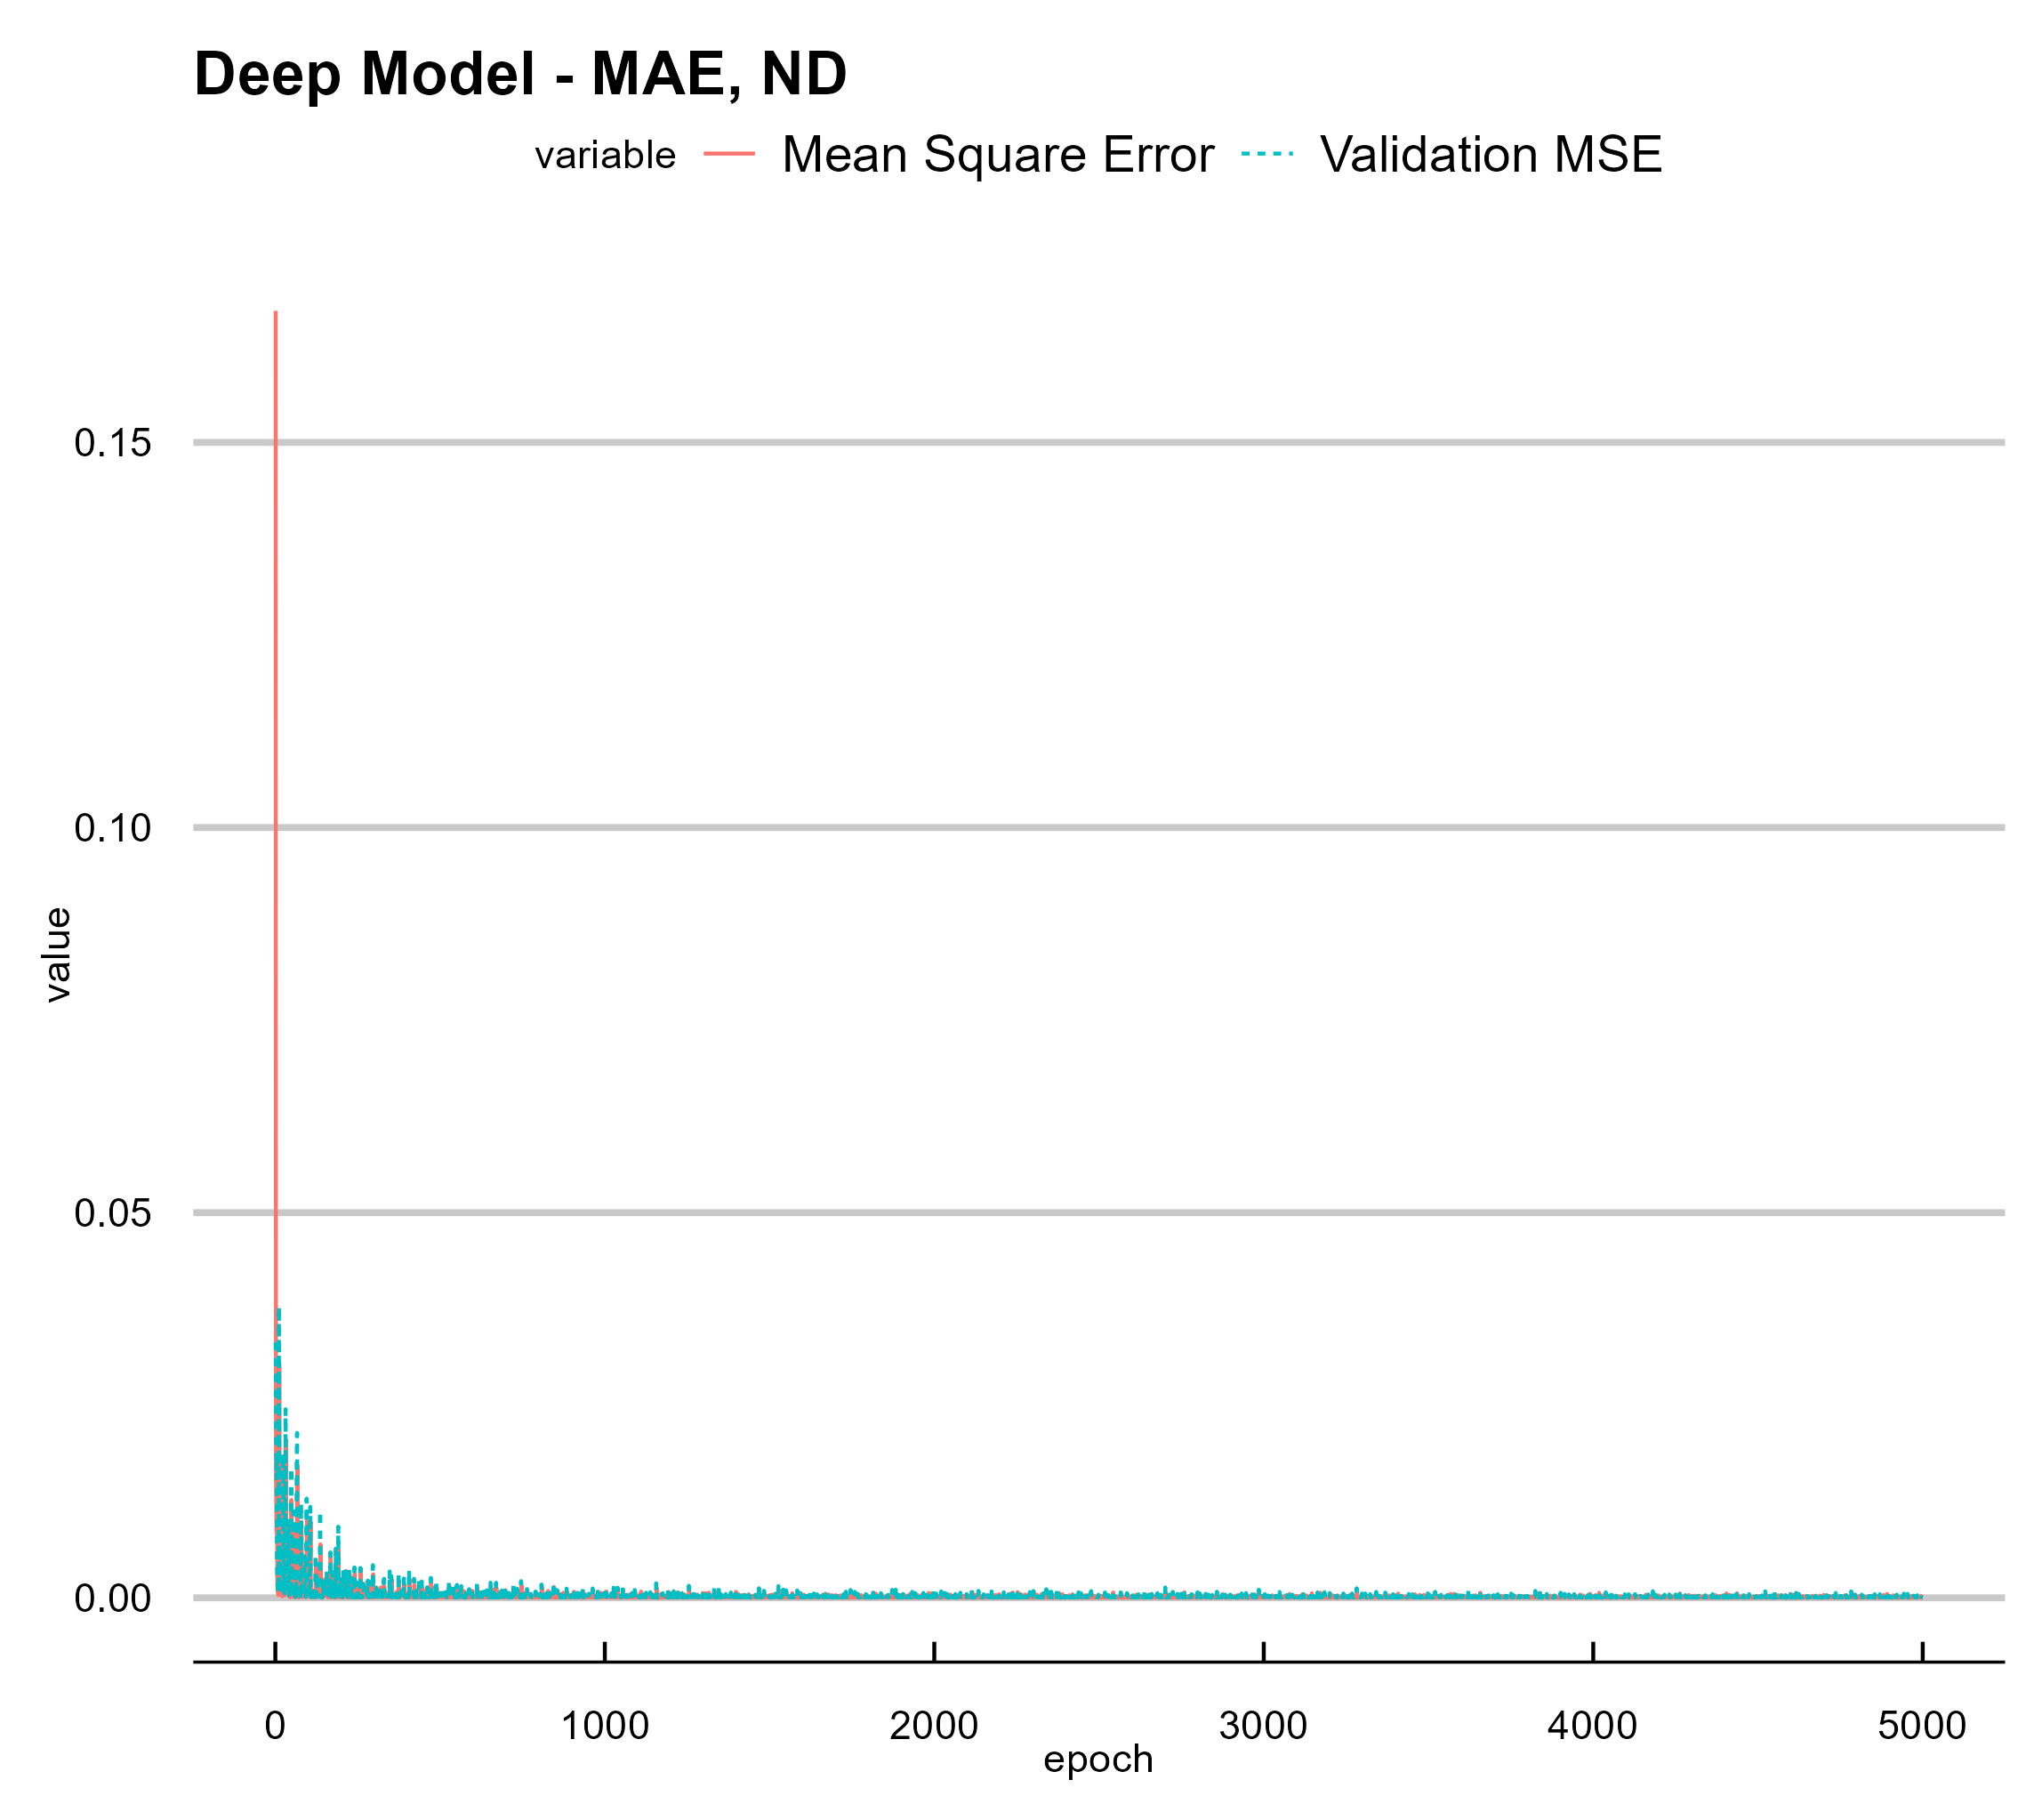 Deep Model - MAE, ND
variable Mean Square Error Validation MSE
0.15
0.10
0.05
0.00
value
0 1000 2000 3000 4000 5000
epoch